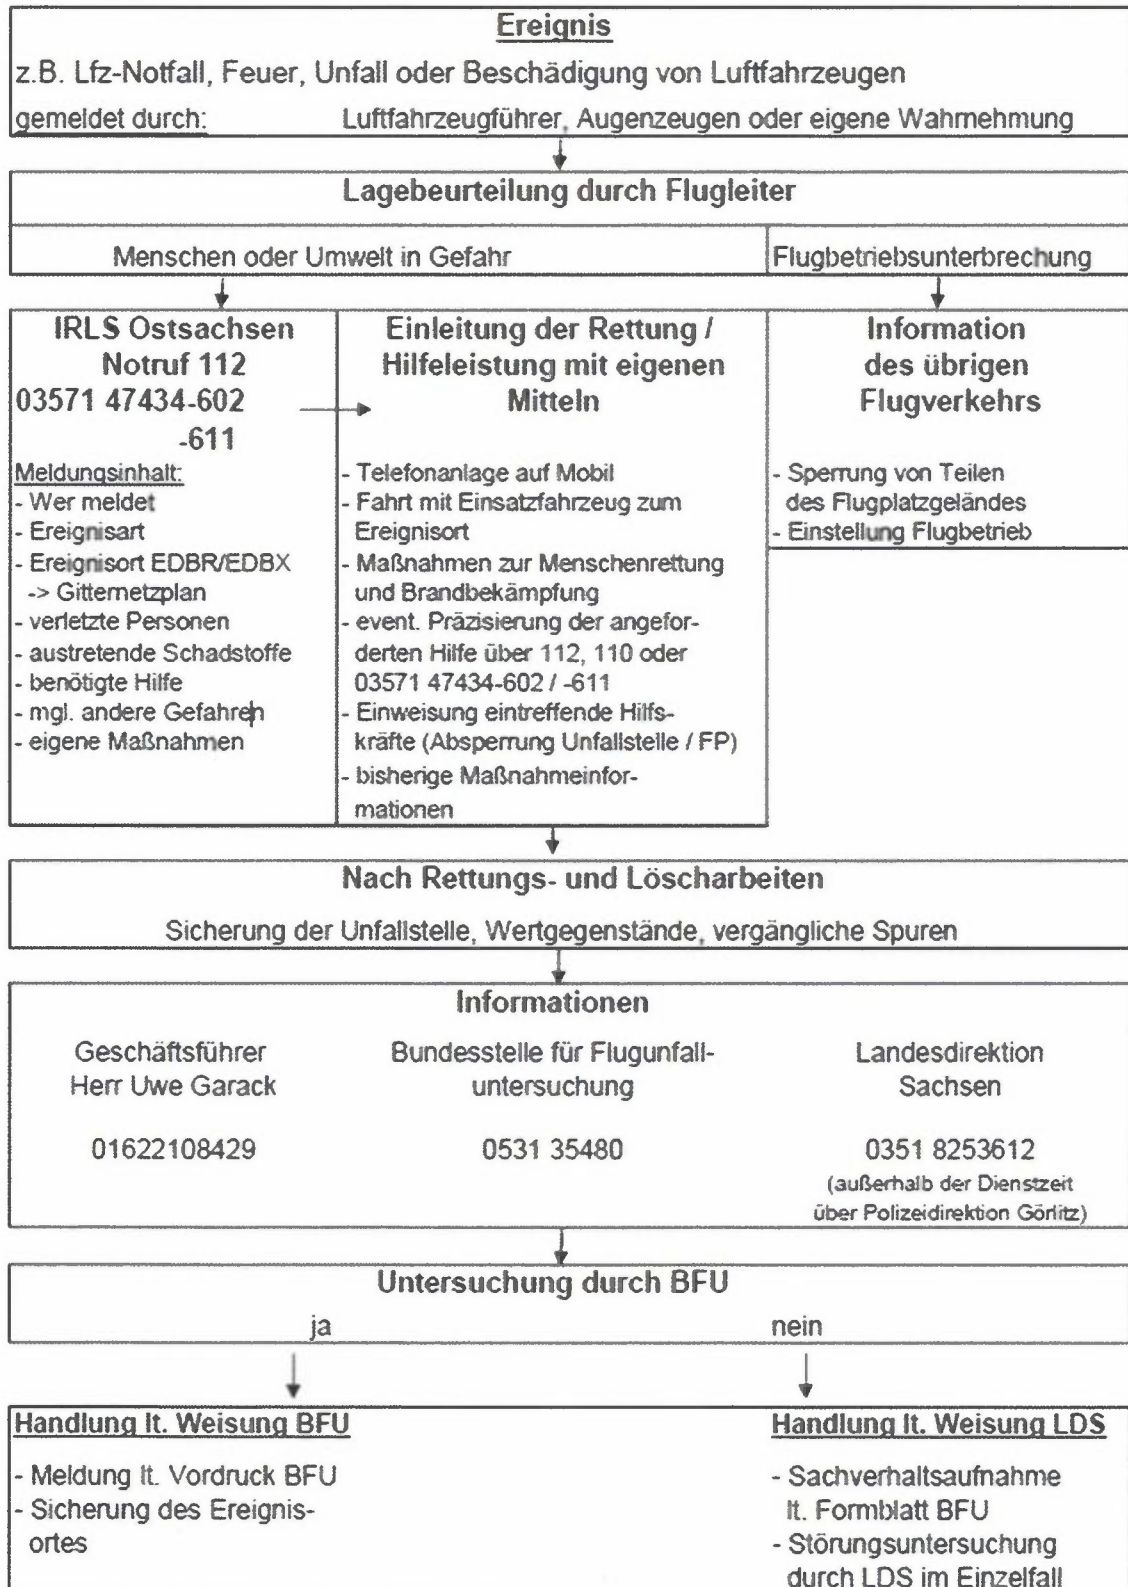 Ereignis
z.B. Lfz-Notfall, Feuer, Unfall oder Beschädigung von Luftfahrzeugen
gemeldet durch: Luftfahrzeugführer, Augenzeugen oder eigene Wahrnehmung
Lagebeurteilung durch Flugleiter
Menschen oder Umwelt in Gefahr
Flugbetriebsunterbrechung
IRLS Ostsachsen
Notruf 112
03571 47434-602
-611
Meldungsinhalt:
- Wer meldet
- Ereignisart
- Ereignisort EDBR/EDBX
-> Gitternetzplan
- verletzte Personen
- austretende Schadstoffe
- benötigte Hilfe
- mgl. andere Gefahren
- eigene Maßnahmen
Einleitung der Rettung /
Hilfeleistung mit eigenen
Mitteln
- Telefonanlage auf Mobil
- Fahrt mit Einsatzfahrzeug zum
Ereignisort
- Maßnahmen zur Menschenrettung
und Brandbekämpfung
- event. Präzisierung der angefor-
derten Hilfe über 112, 110 oder
03571 47434-602 / -611
- Einweisung eintreffende Hilfs-
kräfte (Absperrung Unfallstelle / FP)
- bisherige Maßnahmeinfor-
mationen
Information
des übrigen
Flugverkehrs
- Sperrung von Teilen
des Flugplatzgeländes
- Einstellung Flugbetrieb
Nach Rettungs- und Löscharbeiten
Sicherung der Unfallstelle, Wertgegenstände, vergängliche Spuren
Informationen
Geschäftsführer
Herr Uwe Garack
01622108429
Bundesstelle für Flugunfall-
untersuchung
0531 35480
Landesdirektion
Sachsen
0351 8253612
(außerhalb der Dienstzeit
über Polizeidirektion Görlitz)
Untersuchung durch BFU
ja
nein
Handlung lt. Weisung BFU
- Meldung lt. Vordruck BFU
- Sicherung des Ereignis-
ortes
Handlung lt. Weisung LDS
- Sachverhaltsaufnahme
lt. Formblatt BFU
- Störungsuntersuchung
durch LDS im Einzelfall